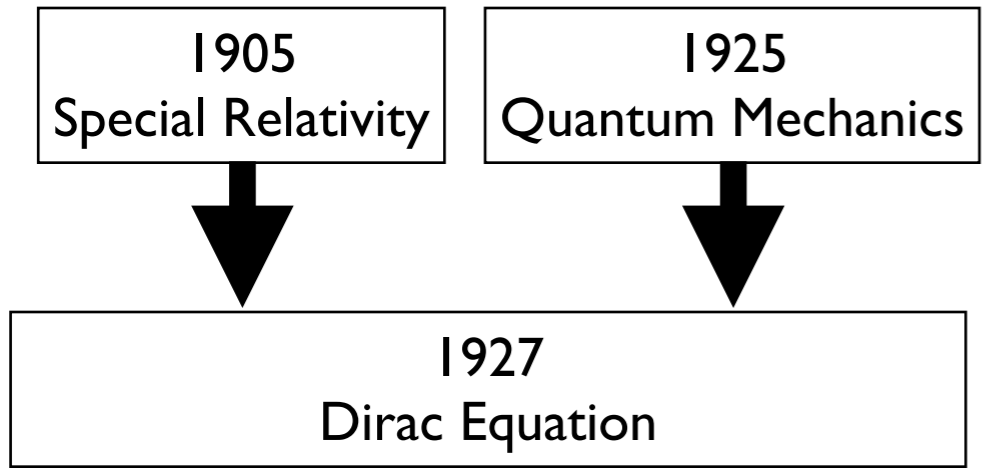 1905
Special Relativity
1925
Quantum Mechanics
1927
Dirac Equation